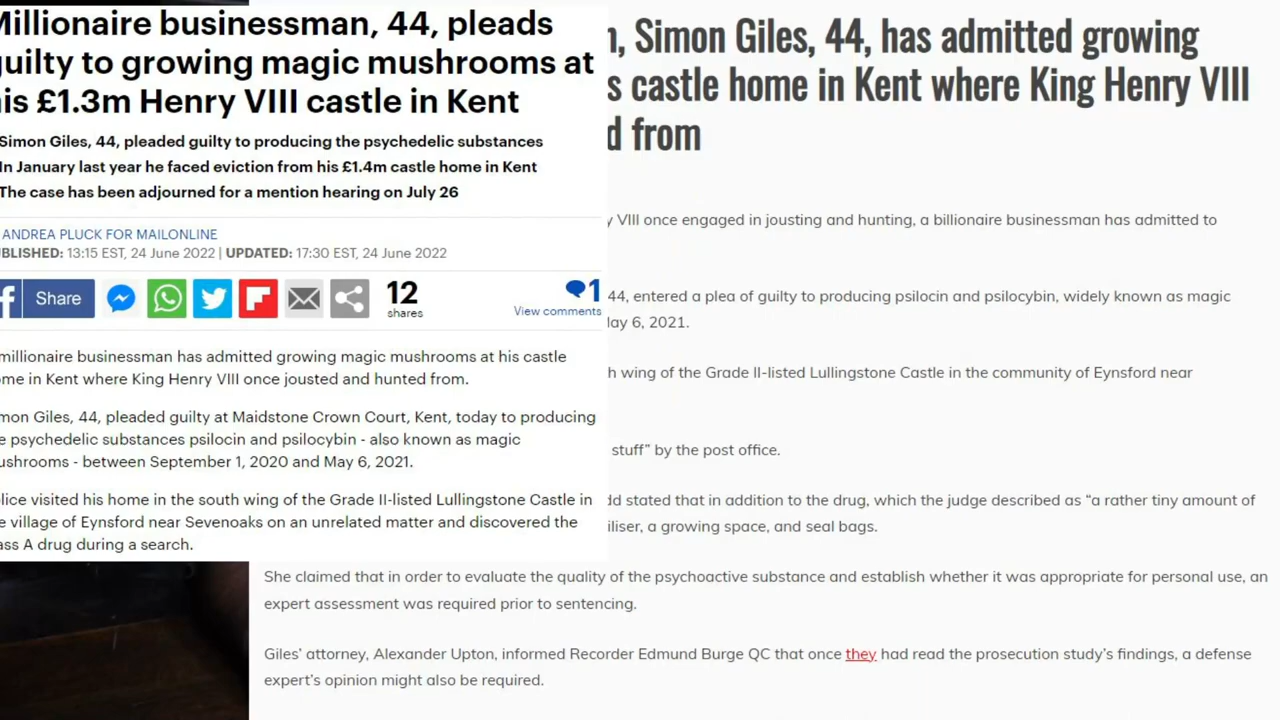 Millionaire businessman, 44, pleads
guilty to growing magic mushrooms at
his £1.3m Henry VIII castle in Kent
Simon Giles, 44, pleaded guilty to producing the psychedelic substances
In January last year he faced eviction from his £1.4m castle home in Kent
The case has been adjourned for a mention hearing on July 26
ANDREA PLUCK FOR MAILONLINE
BLISHED: 13:15 EST, 24 June 2022 | UPDATED: 17:30 EST, 24 June 2022
f Share
12
shares
1
View comments
millionaire businessman has admitted growing magic mushrooms at his castle
ome in Kent where King Henry VIII once jousted and hunted from.
mon Giles, 44, pleaded guilty at Maidstone Crown Court, Kent, today to producing
e psychedelic substances psilocin and psilocybin - also known as magic
ushrooms - between September 1, 2020 and May 6, 2021.
lice visited his home in the south wing of the Grade II-listed Lullingstone Castle in
e village of Eynsford near Sevenoaks on an unrelated matter and discovered the
ass A drug during a search.
n, Simon Giles, 44, has admitted growing
s castle home in Kent where King Henry VIII
d from
y VIII once engaged in jousting and hunting, a billionaire businessman has admitted to
44, entered a plea of guilty to producing psilocin and psilocybin, widely known as magic
ay 6, 2021.
h wing of the Grade II-listed Lullingstone Castle in the community of Eynsford near
stuff” by the post office.
dd stated that in addition to the drug, which the judge described as “a rather tiny amount of
iliser, a growing space, and seal bags.
She claimed that in order to evaluate the quality of the psychoactive substance and establish whether it was appropriate for personal use, an
expert assessment was required prior to sentencing.
Giles’ attorney, Alexander Upton, informed Recorder Edmund Burge QC that once they had read the prosecution study’s findings, a defense
expert’s opinion might also be required.